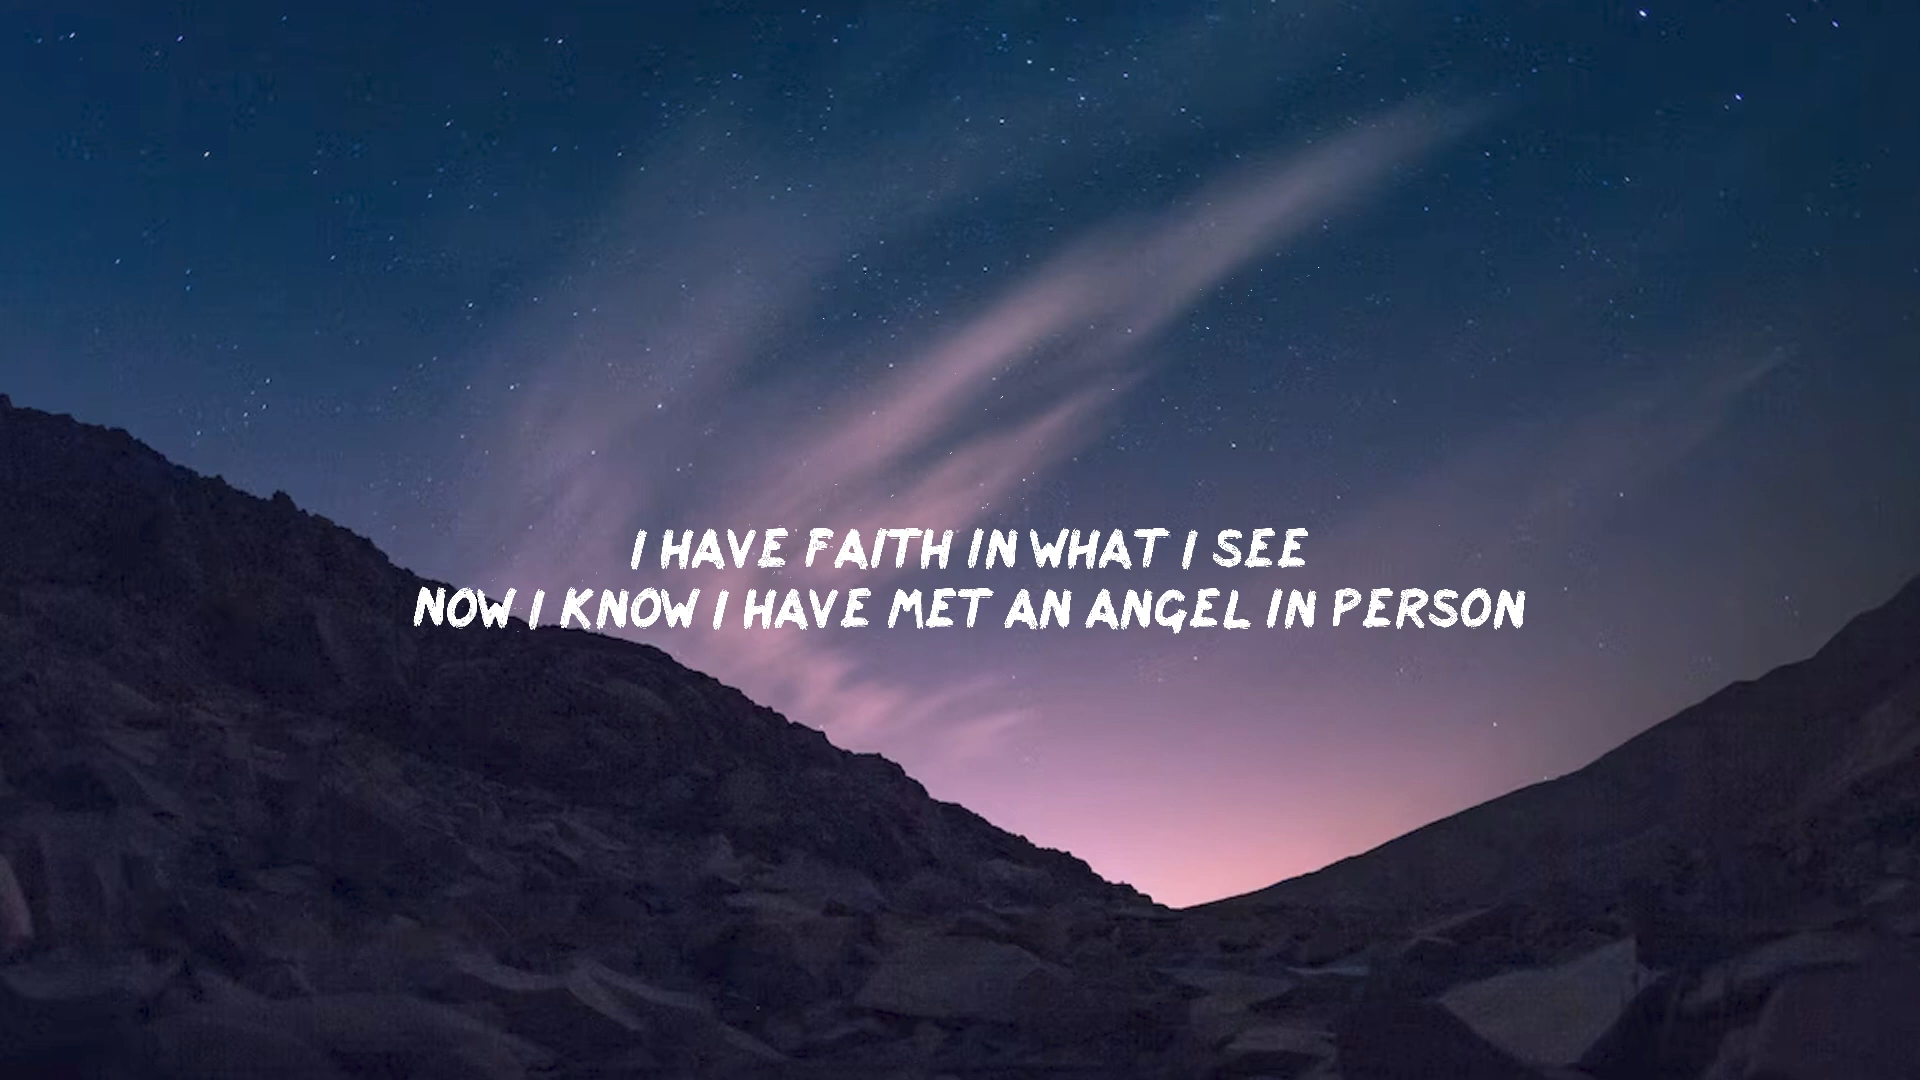 I HAVE FAITH IN WHAT I SEE
NOW I KNOW I HAVE MET AN ANGEL IN PERSON